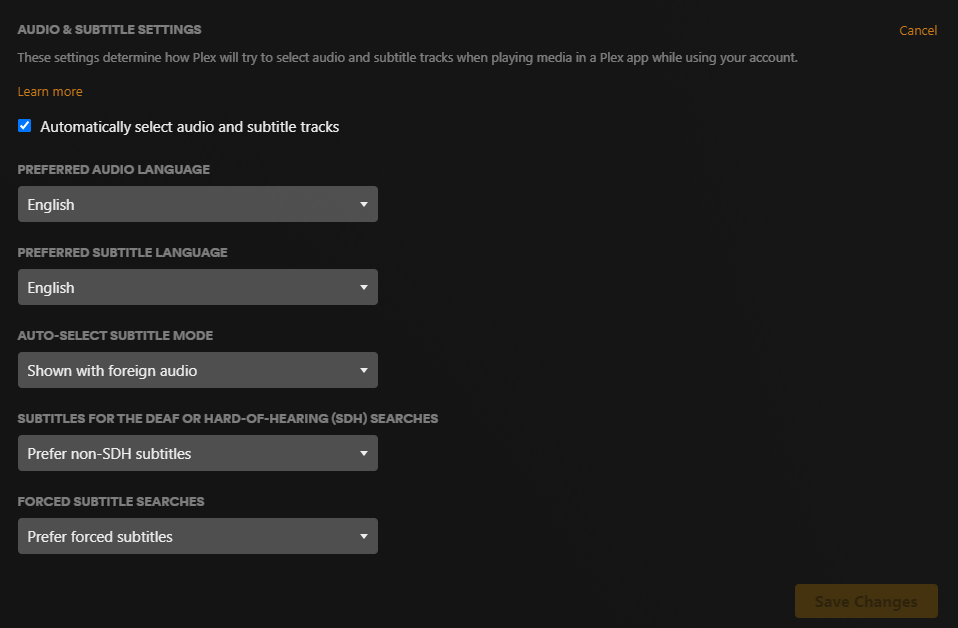 AUDIO & SUBTITLE SETTINGS
Cancel
These settings determine how Plex will try to select audio and subtitle tracks when playing media in a Plex app while using your account.
Learn more
Automatically select audio and subtitle tracks
PREFERRED AUDIO LANGUAGE
English
PREFERRED SUBTITLE LANGUAGE
English
AUTO-SELECT SUBTITLE MODE
Shown with foreign audio
SUBTITLES FOR THE DEAF OR HARD-OF-HEARING (SDH) SEARCHES
Prefer non-SDH subtitles
FORCED SUBTITLE SEARCHES
Prefer forced subtitles
Save Changes